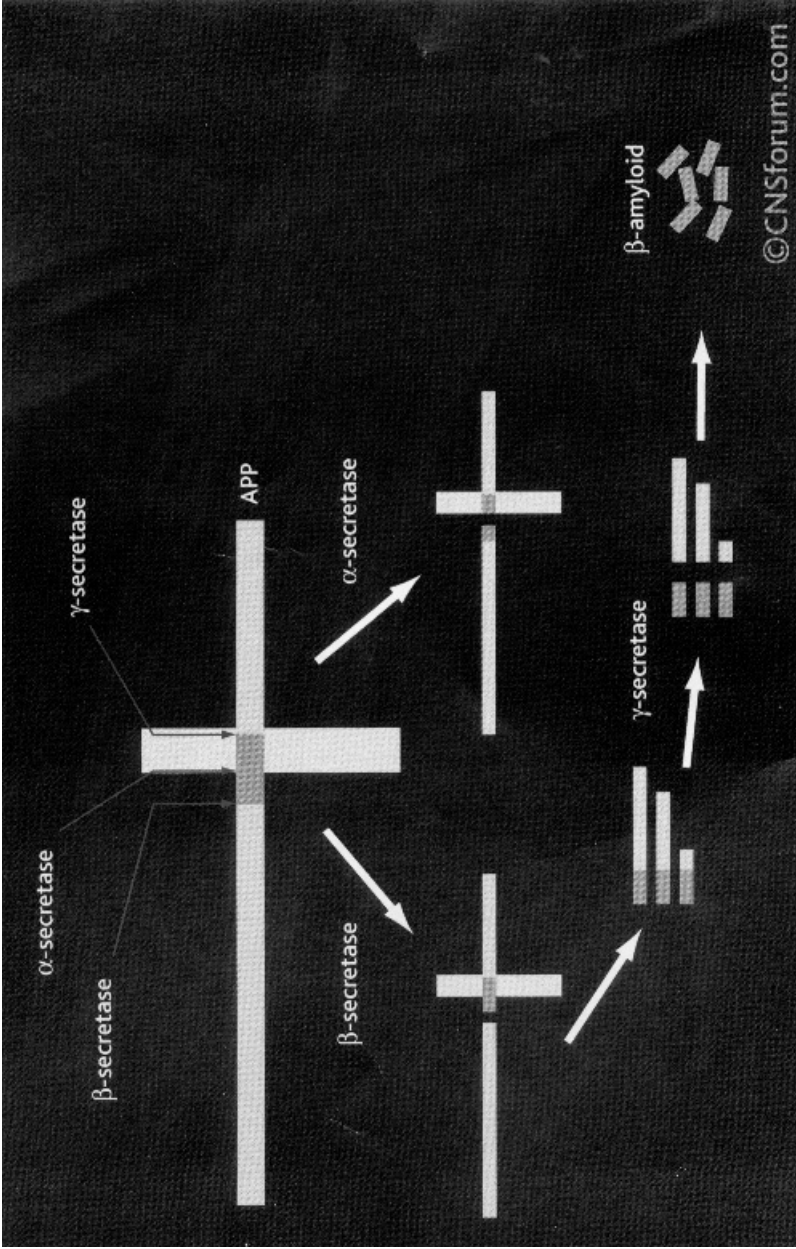 γ-secretase
α-secretase
β-secretase
APP
β-secretase
α-secretase
γ-secretase
β-amyloid
©CNSforum.com